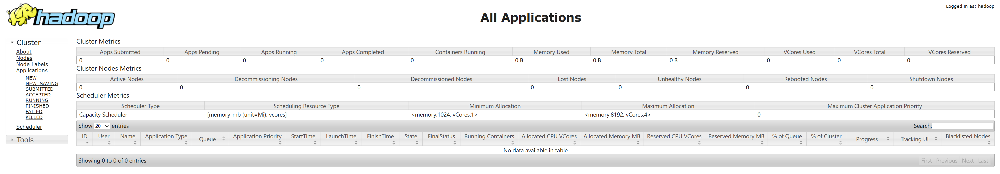 hadoop
All Applications
Logged in as: hadoop
Cluster
About
Nodes
Node Labels
Applications
NEW
NEW_SAVING
SUBMITTED
ACCEPTED
RUNNING
FINISHED
FAILED
KILLED
Scheduler
Tools
Cluster Metrics
Apps Submitted Apps Pending Apps Running Apps Completed Containers Running Memory Used Memory Total Memory Reserved VCores Used VCores Total VCores Reserved
0 0 0 0 0 0 B 0 B 0 B 0 0 0
Cluster Nodes Metrics
Active Nodes Decommissioning Nodes Decommissioned Nodes Lost Nodes Unhealthy Nodes Rebooted Nodes Shutdown Nodes
0 0 0 0 0 0 0
Scheduler Metrics
Scheduler Type Scheduling Resource Type Minimum Allocation Maximum Allocation Maximum Cluster Application Priority
Capacity Scheduler [memory-mb (unit=Mi), vcores] <memory:1024, vCores:1> <memory:8192, vCores:4> 0
Show 20 entries Search:
ID User Name Application Type Queue Application Priority StartTime LaunchTime FinishTime State FinalStatus Running Containers Allocated CPU VCores Allocated Memory MB Reserved CPU VCores Reserved Memory MB % of Queue % of Cluster Progress Tracking UI Blacklisted Nodes
No data available in table
Showing 0 to 0 of 0 entries First Previous Next Last